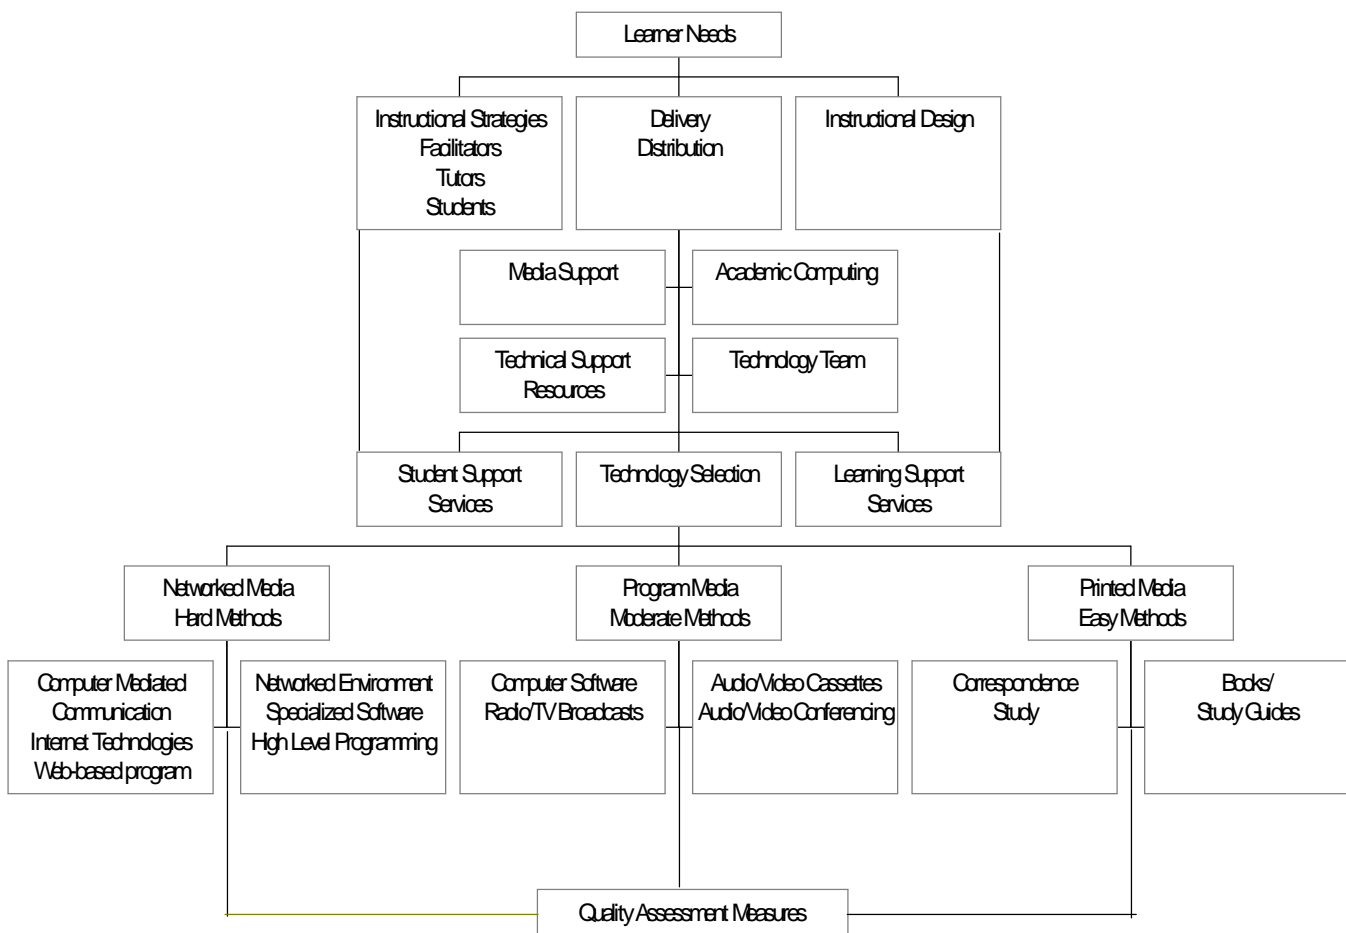 Learner Needs
Instructional Strategies
Facilitators
Tutors
Students
Delivery
Distribution
Instructional Design
Media Support
Academic Computing
Technical Support
Resources
Technology Team
Student Support
Services
Technology Selection
Learning Support
Services
Networked Media
Hard Methods
Program Media
Moderate Methods
Printed Media
Easy Methods
Computer Mediated
Communication
Internet Technologies
Web-based program
Networked Environment
Specialized Software
High Level Programming
Computer Software
Radio/TV Broadcasts
Audio/Video Cassettes
Audio/Video Conferencing
Correspondence
Study
Books/
Study Guides
Quality Assessment Measures